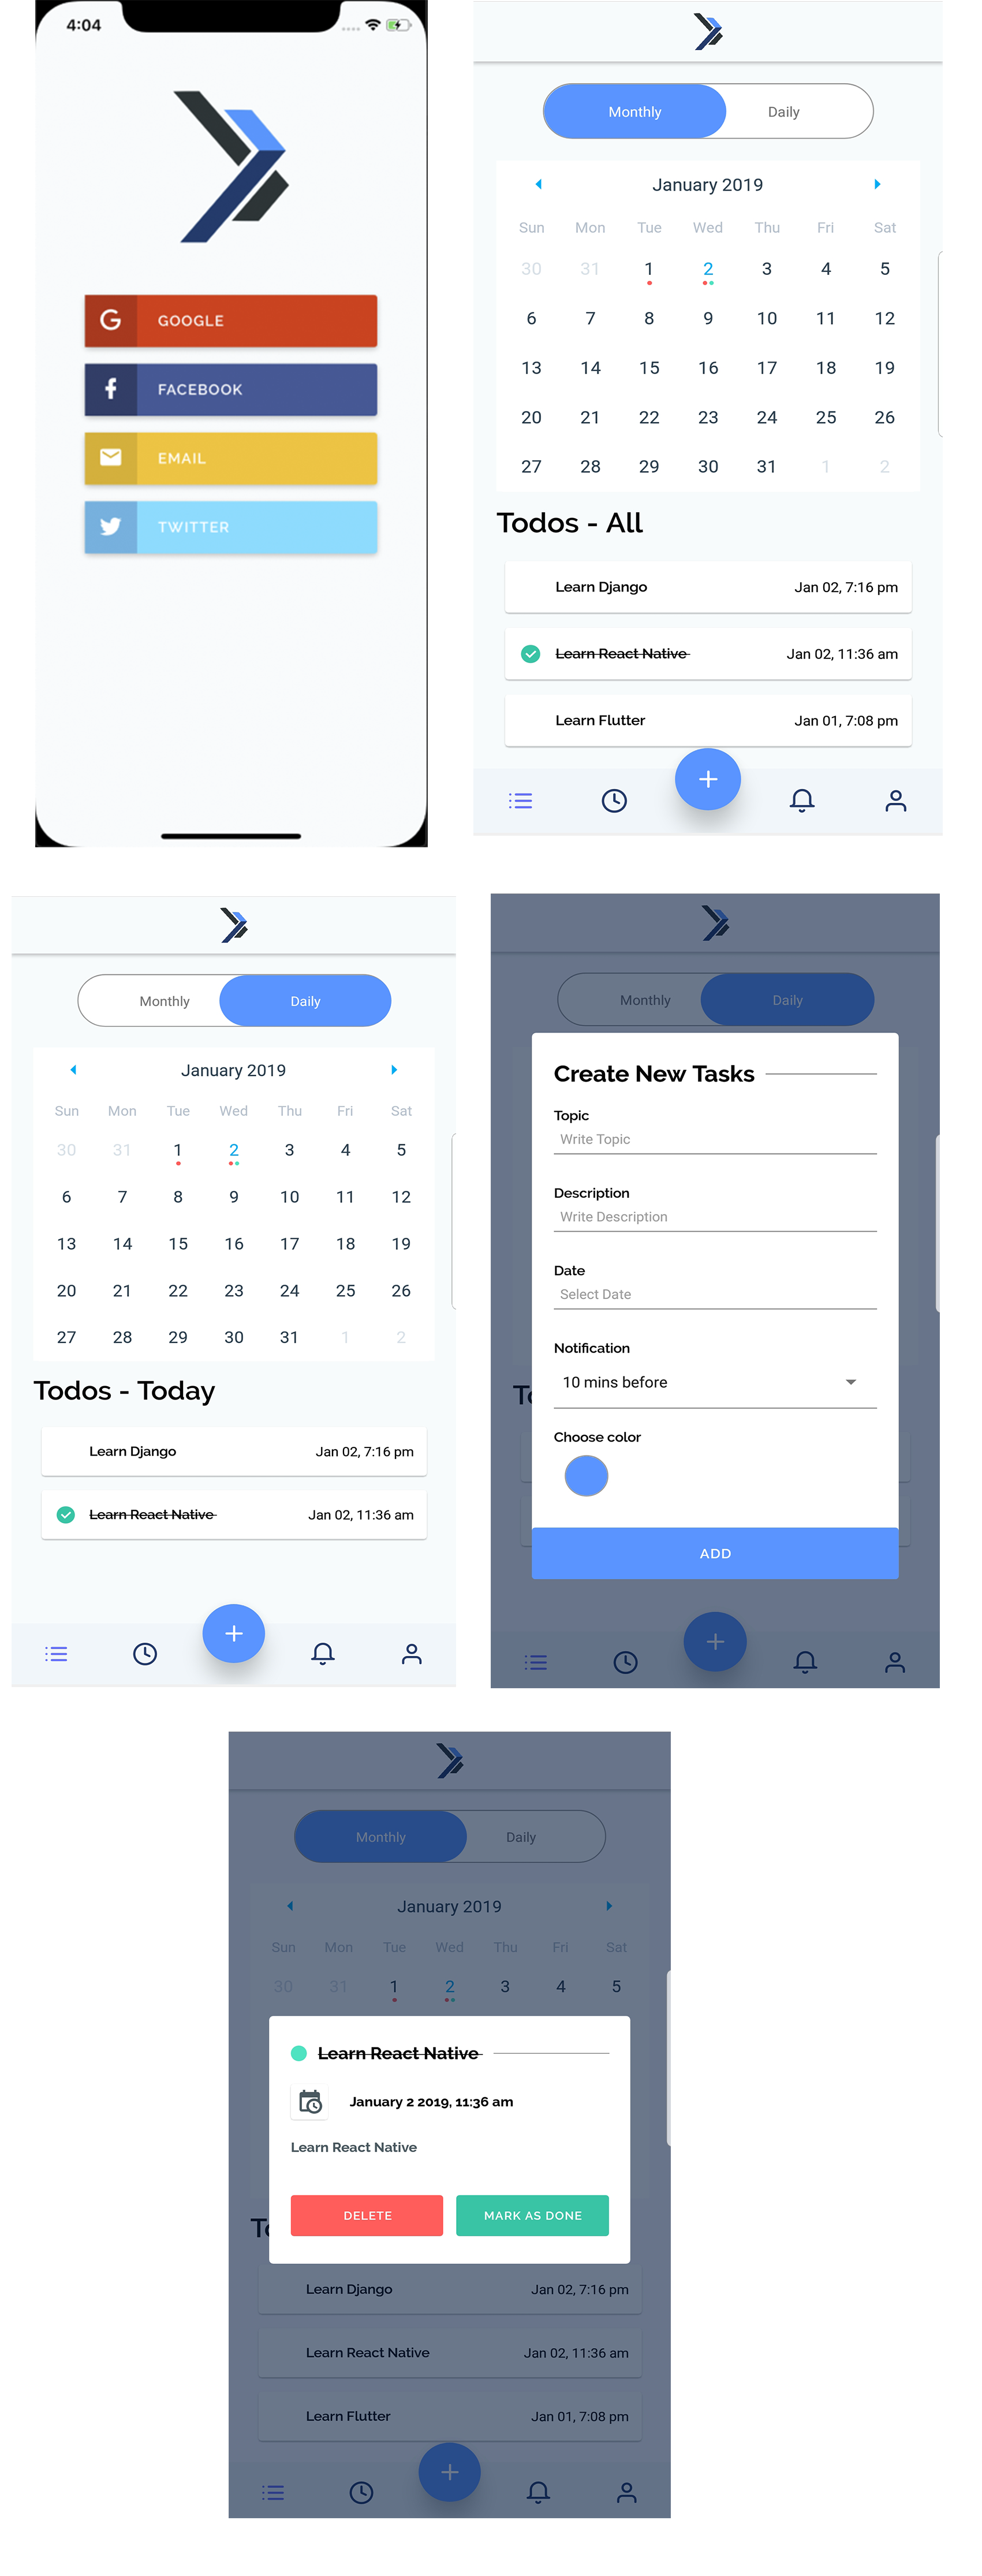 4:04
GOOGLE
FACEBOOK
EMAIL
TWITTER
Monthly Daily
January 2019
Sun Mon Tue Wed Thu Fri Sat
30 31 1 2 3 4 5
6 7 8 9 10 11 12
13 14 15 16 17 18 19
20 21 22 23 24 25 26
27 28 29 30 31 1 2
Todos - All
Learn Django Jan 02, 7:16 pm
Learn React Native Jan 02, 11:36 am
Learn Flutter Jan 01, 7:08 pm
Monthly Daily
January 2019
Sun Mon Tue Wed Thu Fri Sat
30 31 1 2 3 4 5
6 7 8 9 10 11 12
13 14 15 16 17 18 19
20 21 22 23 24 25 26
27 28 29 30 31 1 2
Todos - Today
Learn Django Jan 02, 7:16 pm
Learn React Native Jan 02, 11:36 am
Monthly Daily
Create New Tasks
Topic
Write Topic
Description
Write Description
Date
Select Date
Notification
10 mins before
Choose color
To
ADD
Monthly Daily
January 2019
Sun Mon Tue Wed Thu Fri Sat
30 31 1 2 3 4 5
Learn React Native
January 2 2019, 11:36 am
Learn React Native
DELETE MARK AS DONE
To
Learn Django Jan 02, 7:16 pm
Learn React Native Jan 02, 11:36 am
Learn Flutter Jan 01, 7:08 pm